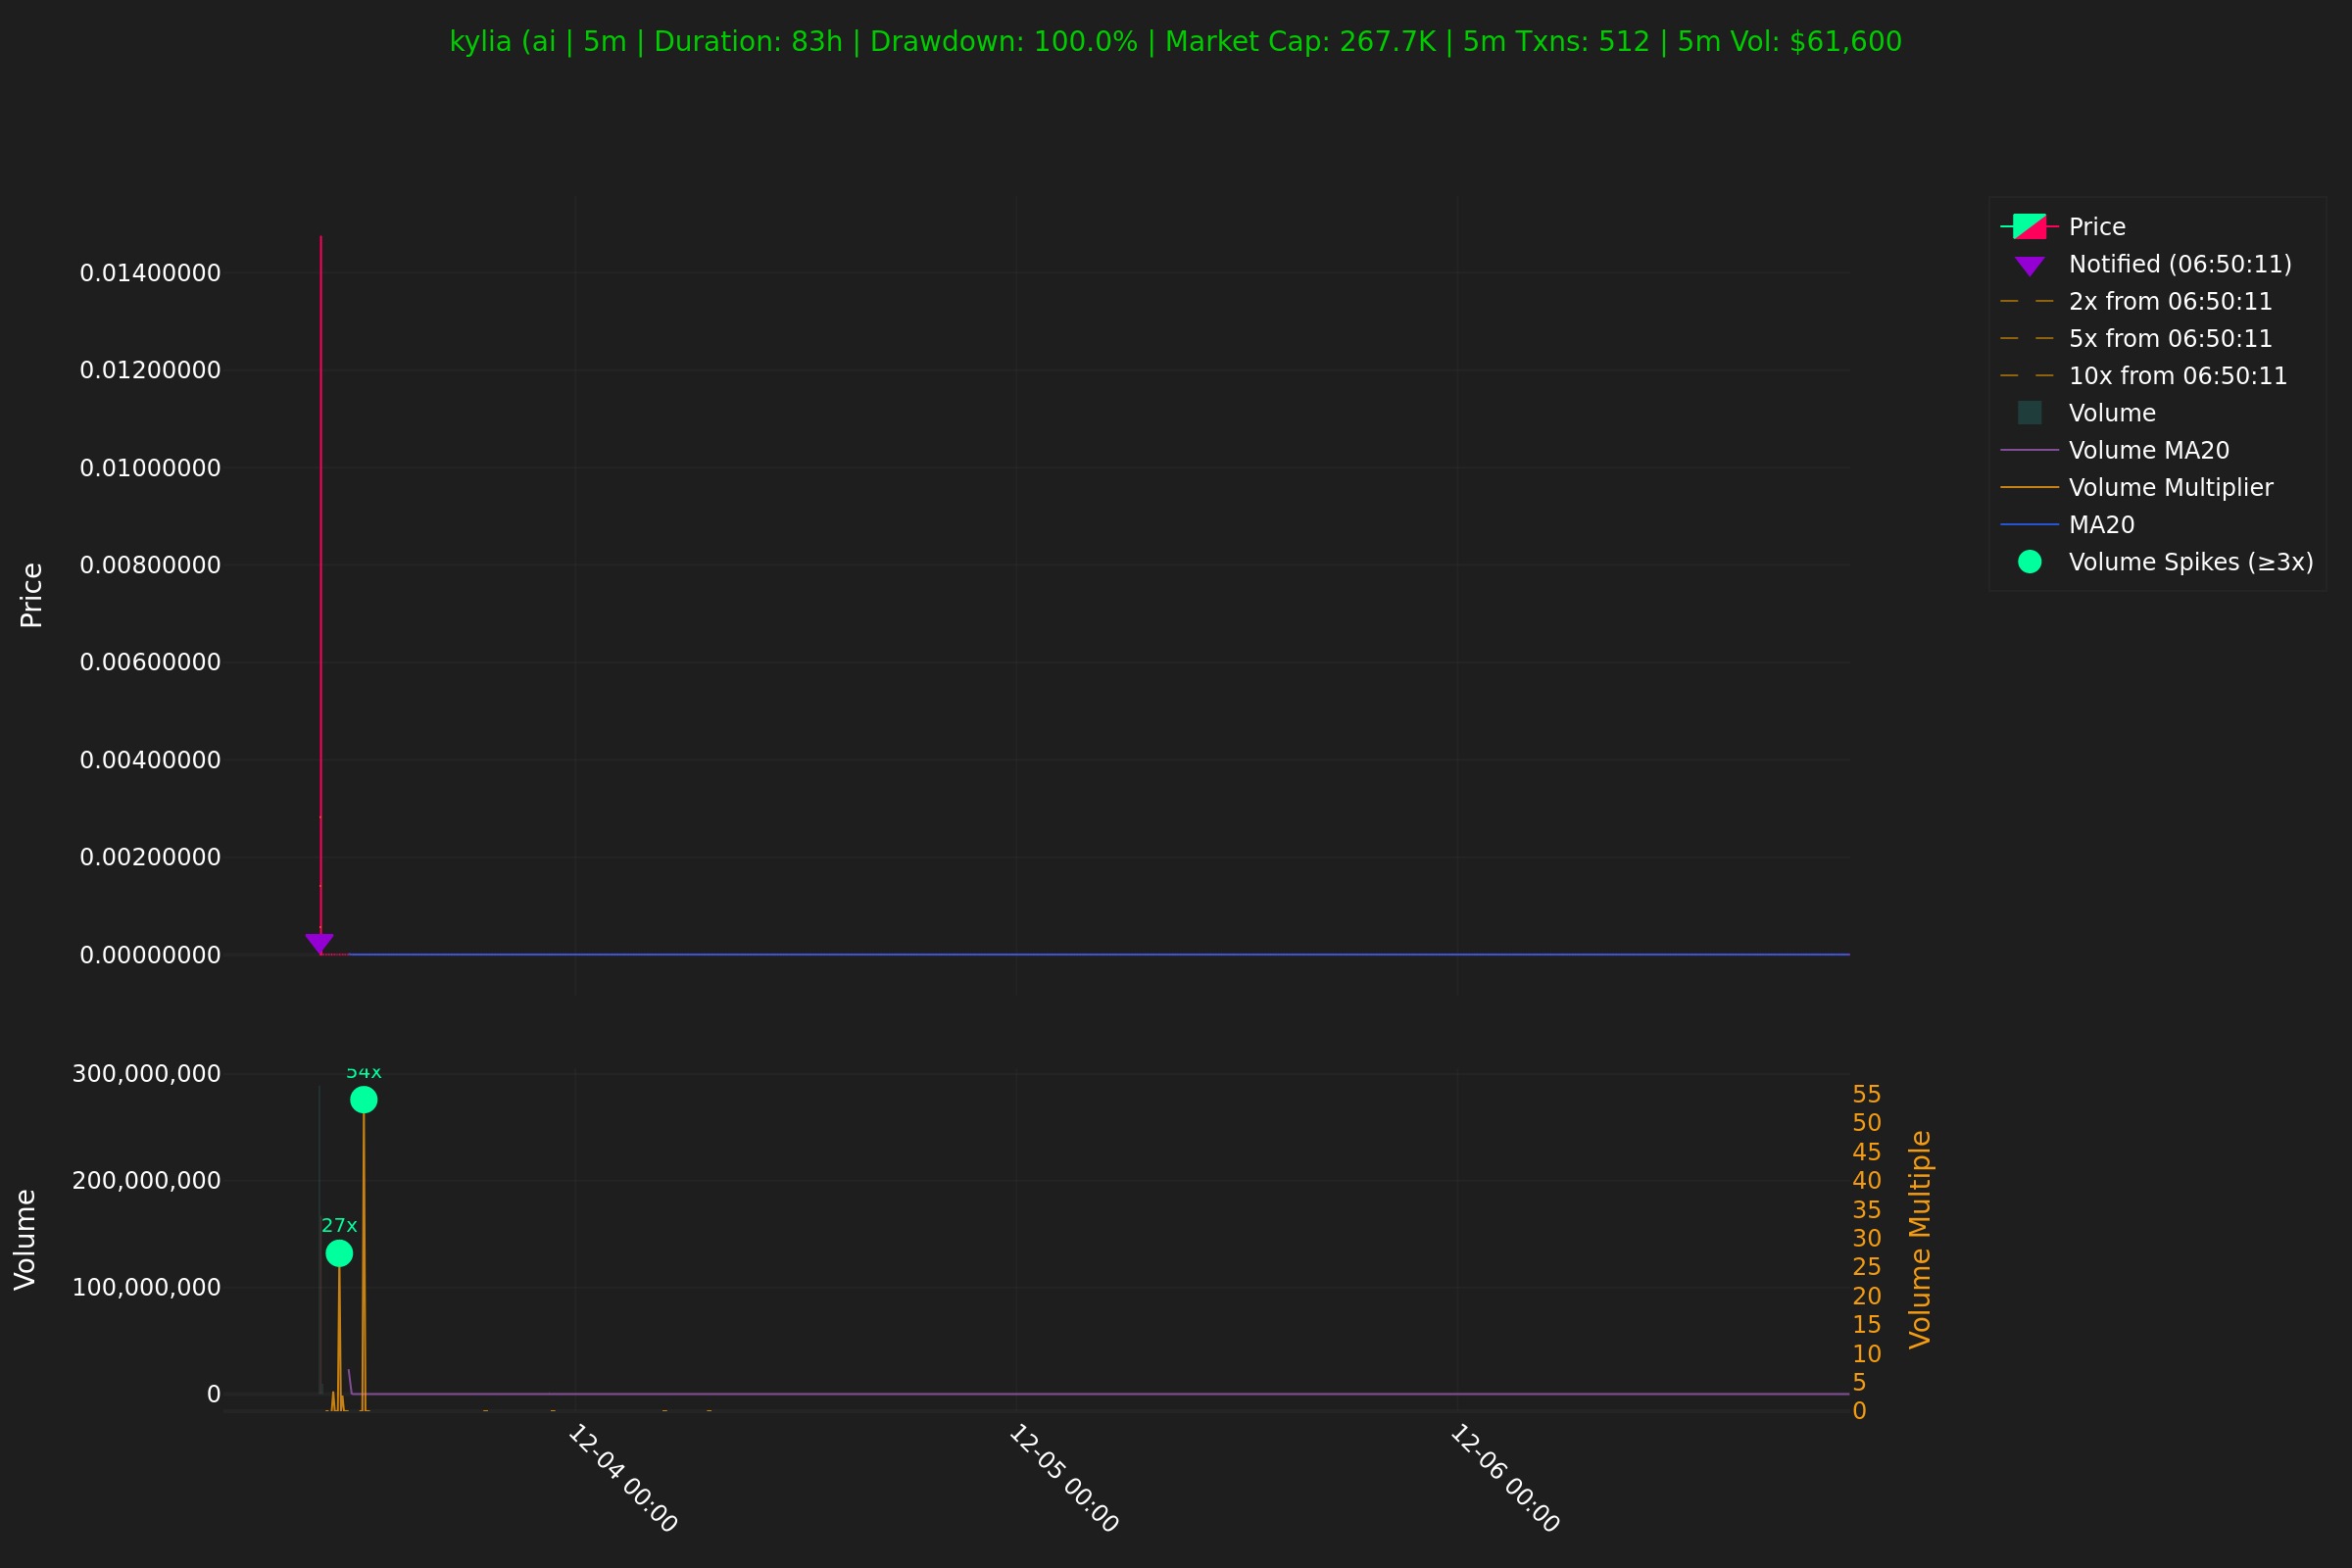 kylia (ai | 5m | Duration: 83h | Drawdown: 100.0% | Market Cap: 267.7K | 5m Txns: 512 | 5m Vol: $61,600
Price
0.01400000
0.01200000
0.01000000
0.00800000
0.00600000
0.00400000
0.00200000
0.00000000
Price
Notified (06:50:11)
2x from 06:50:11
5x from 06:50:11
10x from 06:50:11
Volume
Volume MA20
Volume Multiplier
MA20
Volume Spikes (≥3x)
Volume
300,000,000
200,000,000
100,000,000
0
54x
27x
55
50
45
40
35
30
25
20
15
10
5
0
Volume Multiple
12-04 00:00
12-05 00:00
12-06 00:00